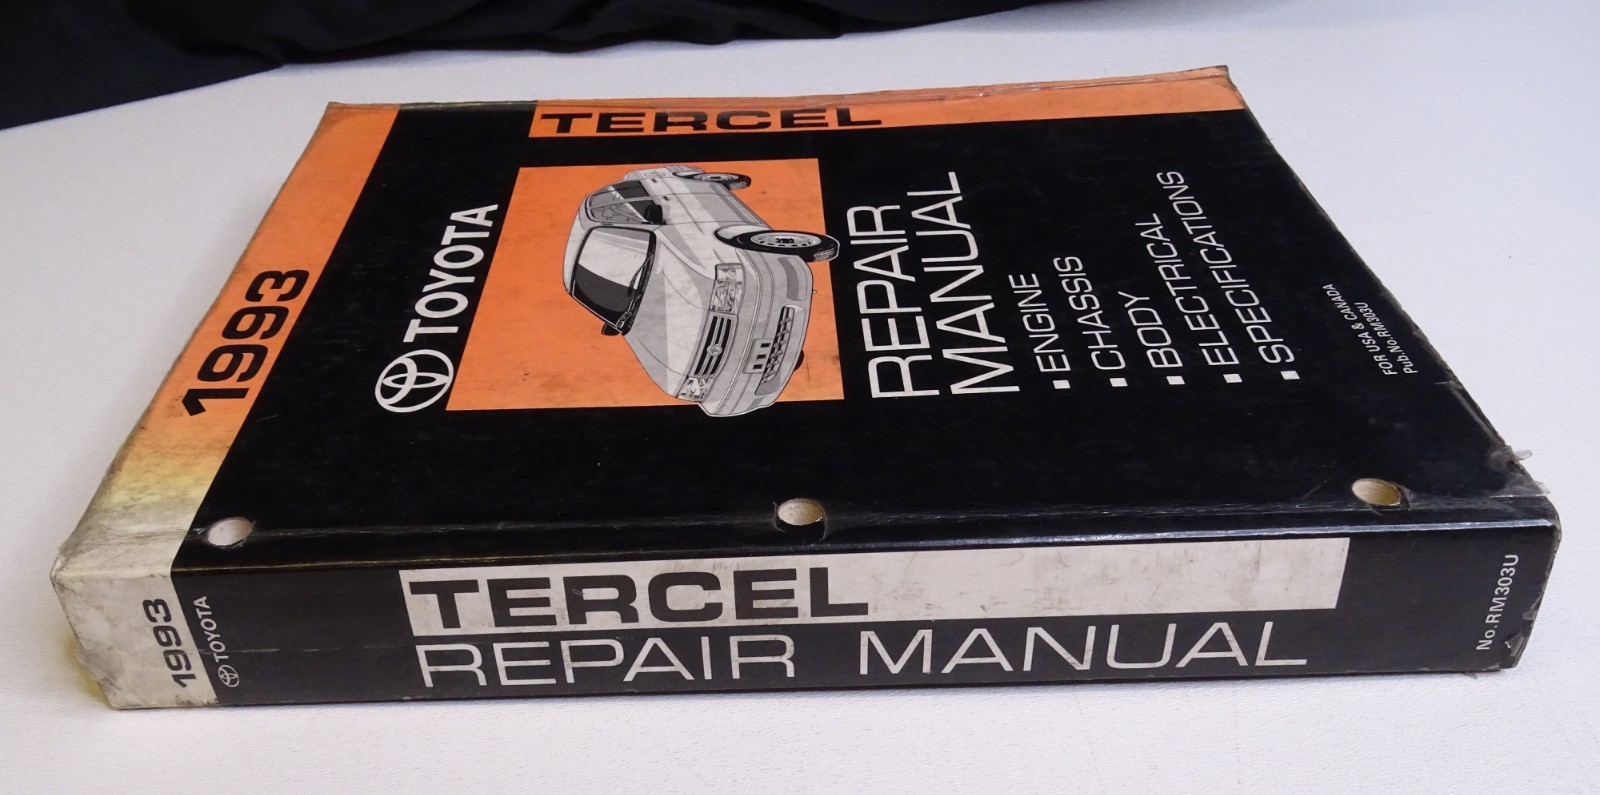 1993
TERCEL
TOYOTA
REPAIR
MANUAL
▪ ENGINE
▪ CHASSIS
▪ BODY
▪ ELECTRICAL
▪ SPECIFICATIONS
FOR USA & CANADA
Pub.No.RM303U
1993
TOYOTA
TERCEL
REPAIR MANUAL
No.RM303U